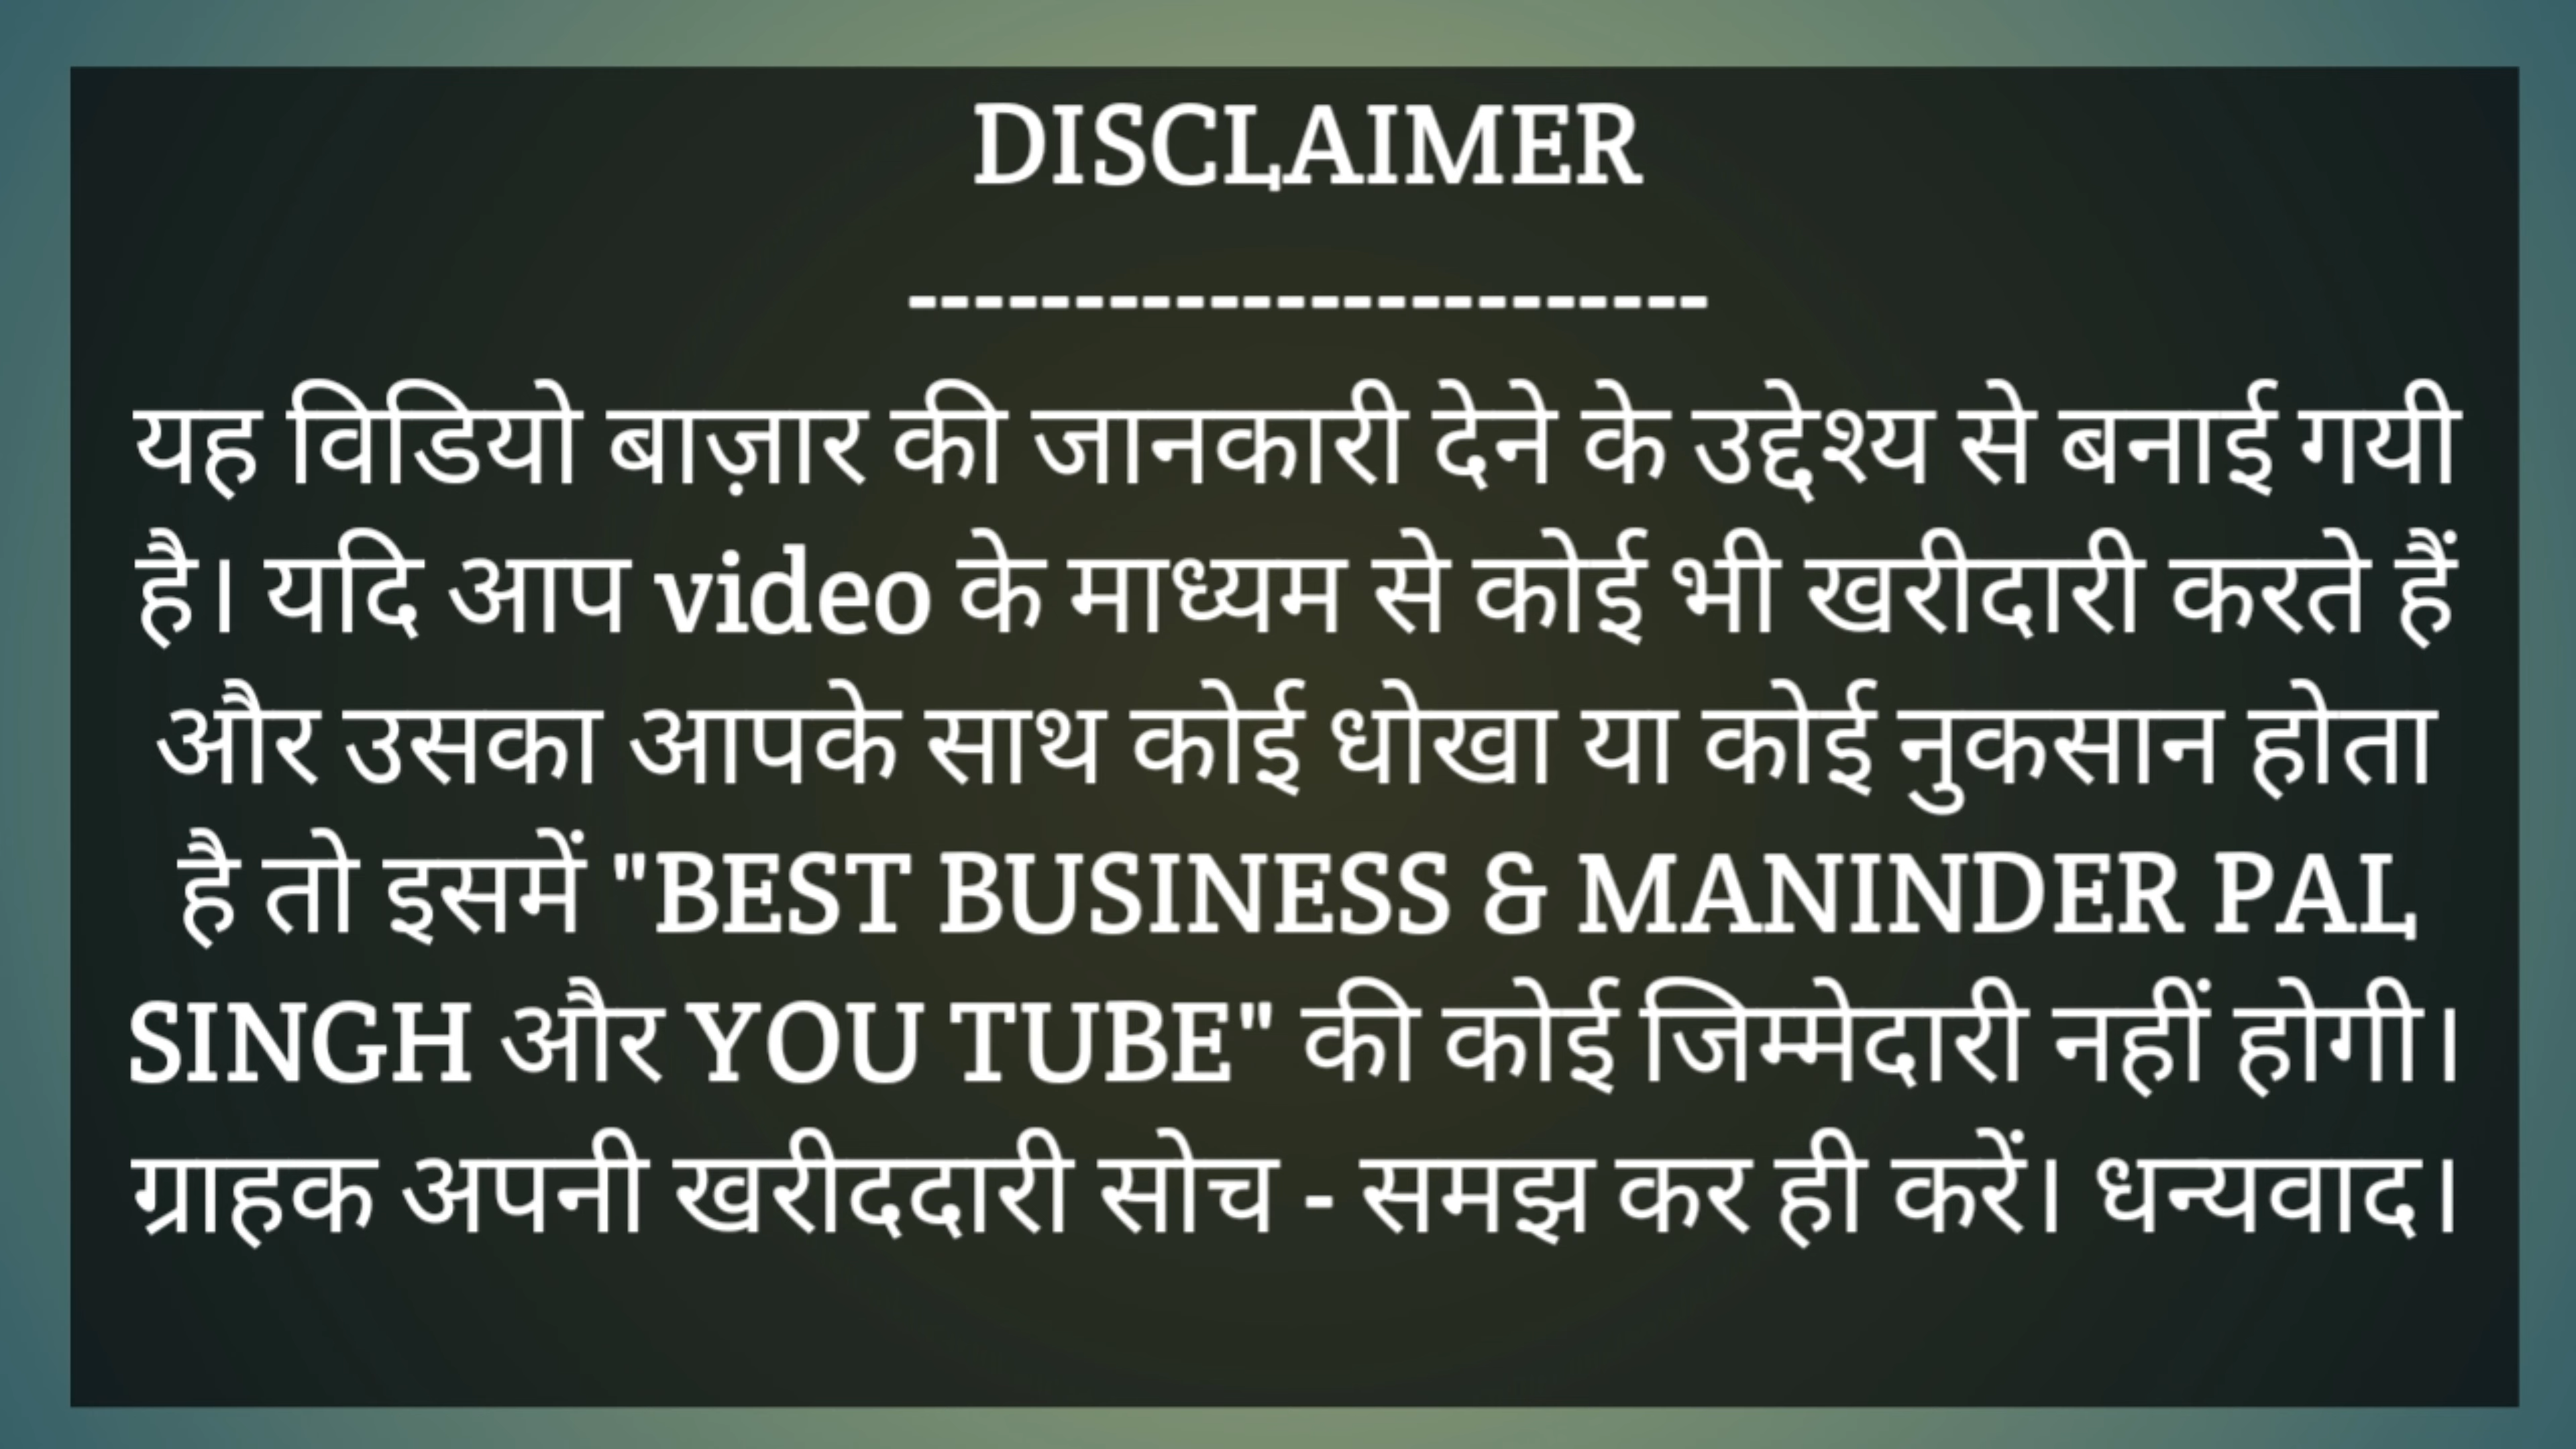 DISCLAIMER
------------------------
यह विडियो बाज़ार की जानकारी देने के उद्देश्य से बनाई गयी
है। यदि आप video के माध्यम से कोई भी खरीदारी करते हैं
और उसका आपके साथ कोई धोखा या कोई नुकसान होता
है तो इसमें "BEST BUSINESS & MANINDER PAL
SINGH और YOU TUBE" की कोई जिम्मेदारी नहीं होगी।
ग्राहक अपनी खरीददारी सोच - समझ कर ही करें। धन्यवाद।